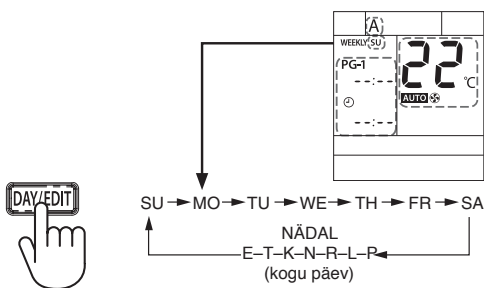 A
WEEKLY SU
PG-1
22 °C
--:--
AUTO
--:--
DAY/EDIT
SU → MO → TU → WE → TH → FR → SA
NÄDAL
E–T–K–N–R–L–P
(kogu päev)